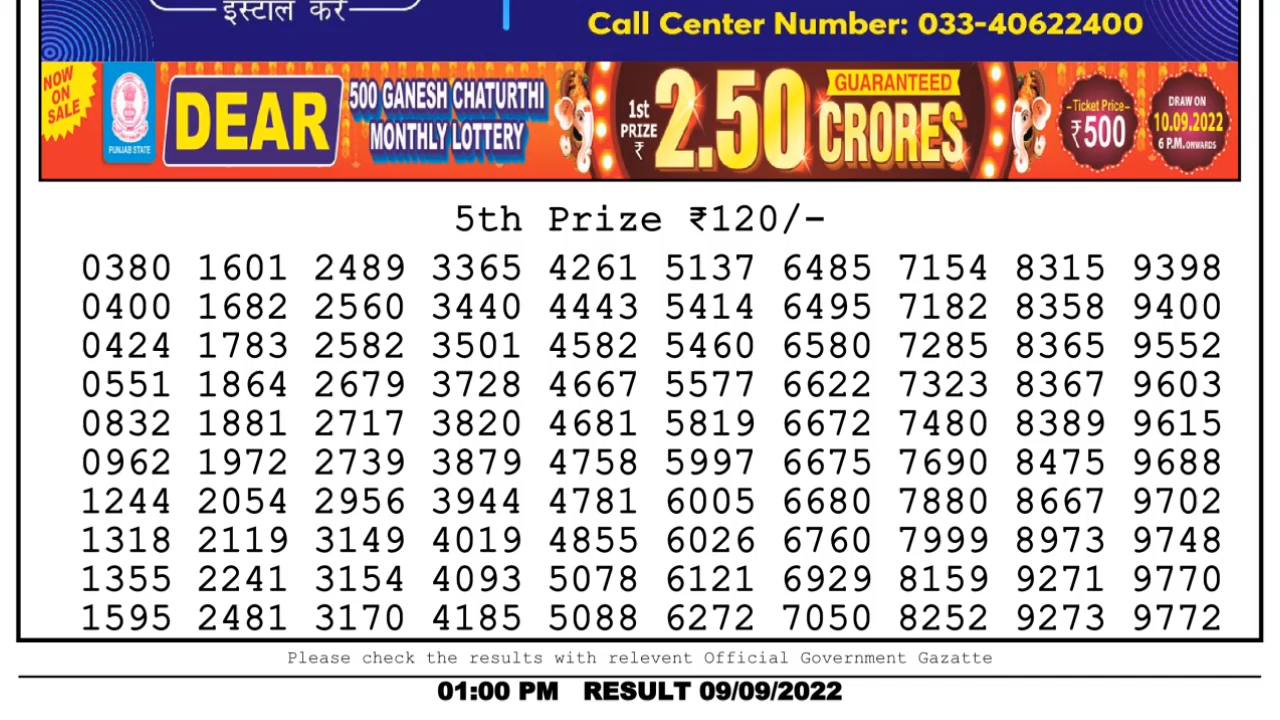 इंस्टॉल करें
Call Center Number: 033-40622400
NOW
ON
SALE
PUNJAB STATE
DEAR
500 GANESH CHATURTHI
MONTHLY LOTTERY
1st
PRIZE
₹
2.50
GUARANTEED
CRORES
Ticket Price
₹500
DRAW ON
10.09.2022
6 P.M. ONWARDS
5th Prize ₹120/-
0380 1601 2489 3365 4261 5137 6485 7154 8315 9398
0400 1682 2560 3440 4443 5414 6495 7182 8358 9400
0424 1783 2582 3501 4582 5460 6580 7285 8365 9552
0551 1864 2679 3728 4667 5577 6622 7323 8367 9603
0832 1881 2717 3820 4681 5819 6672 7480 8389 9615
0962 1972 2739 3879 4758 5997 6675 7690 8475 9688
1244 2054 2956 3944 4781 6005 6680 7880 8667 9702
1318 2119 3149 4019 4855 6026 6760 7999 8973 9748
1355 2241 3154 4093 5078 6121 6929 8159 9271 9770
1595 2481 3170 4185 5088 6272 7050 8252 9273 9772
Please check the results with relevent Official Government Gazatte
01:00 PM RESULT 09/09/2022